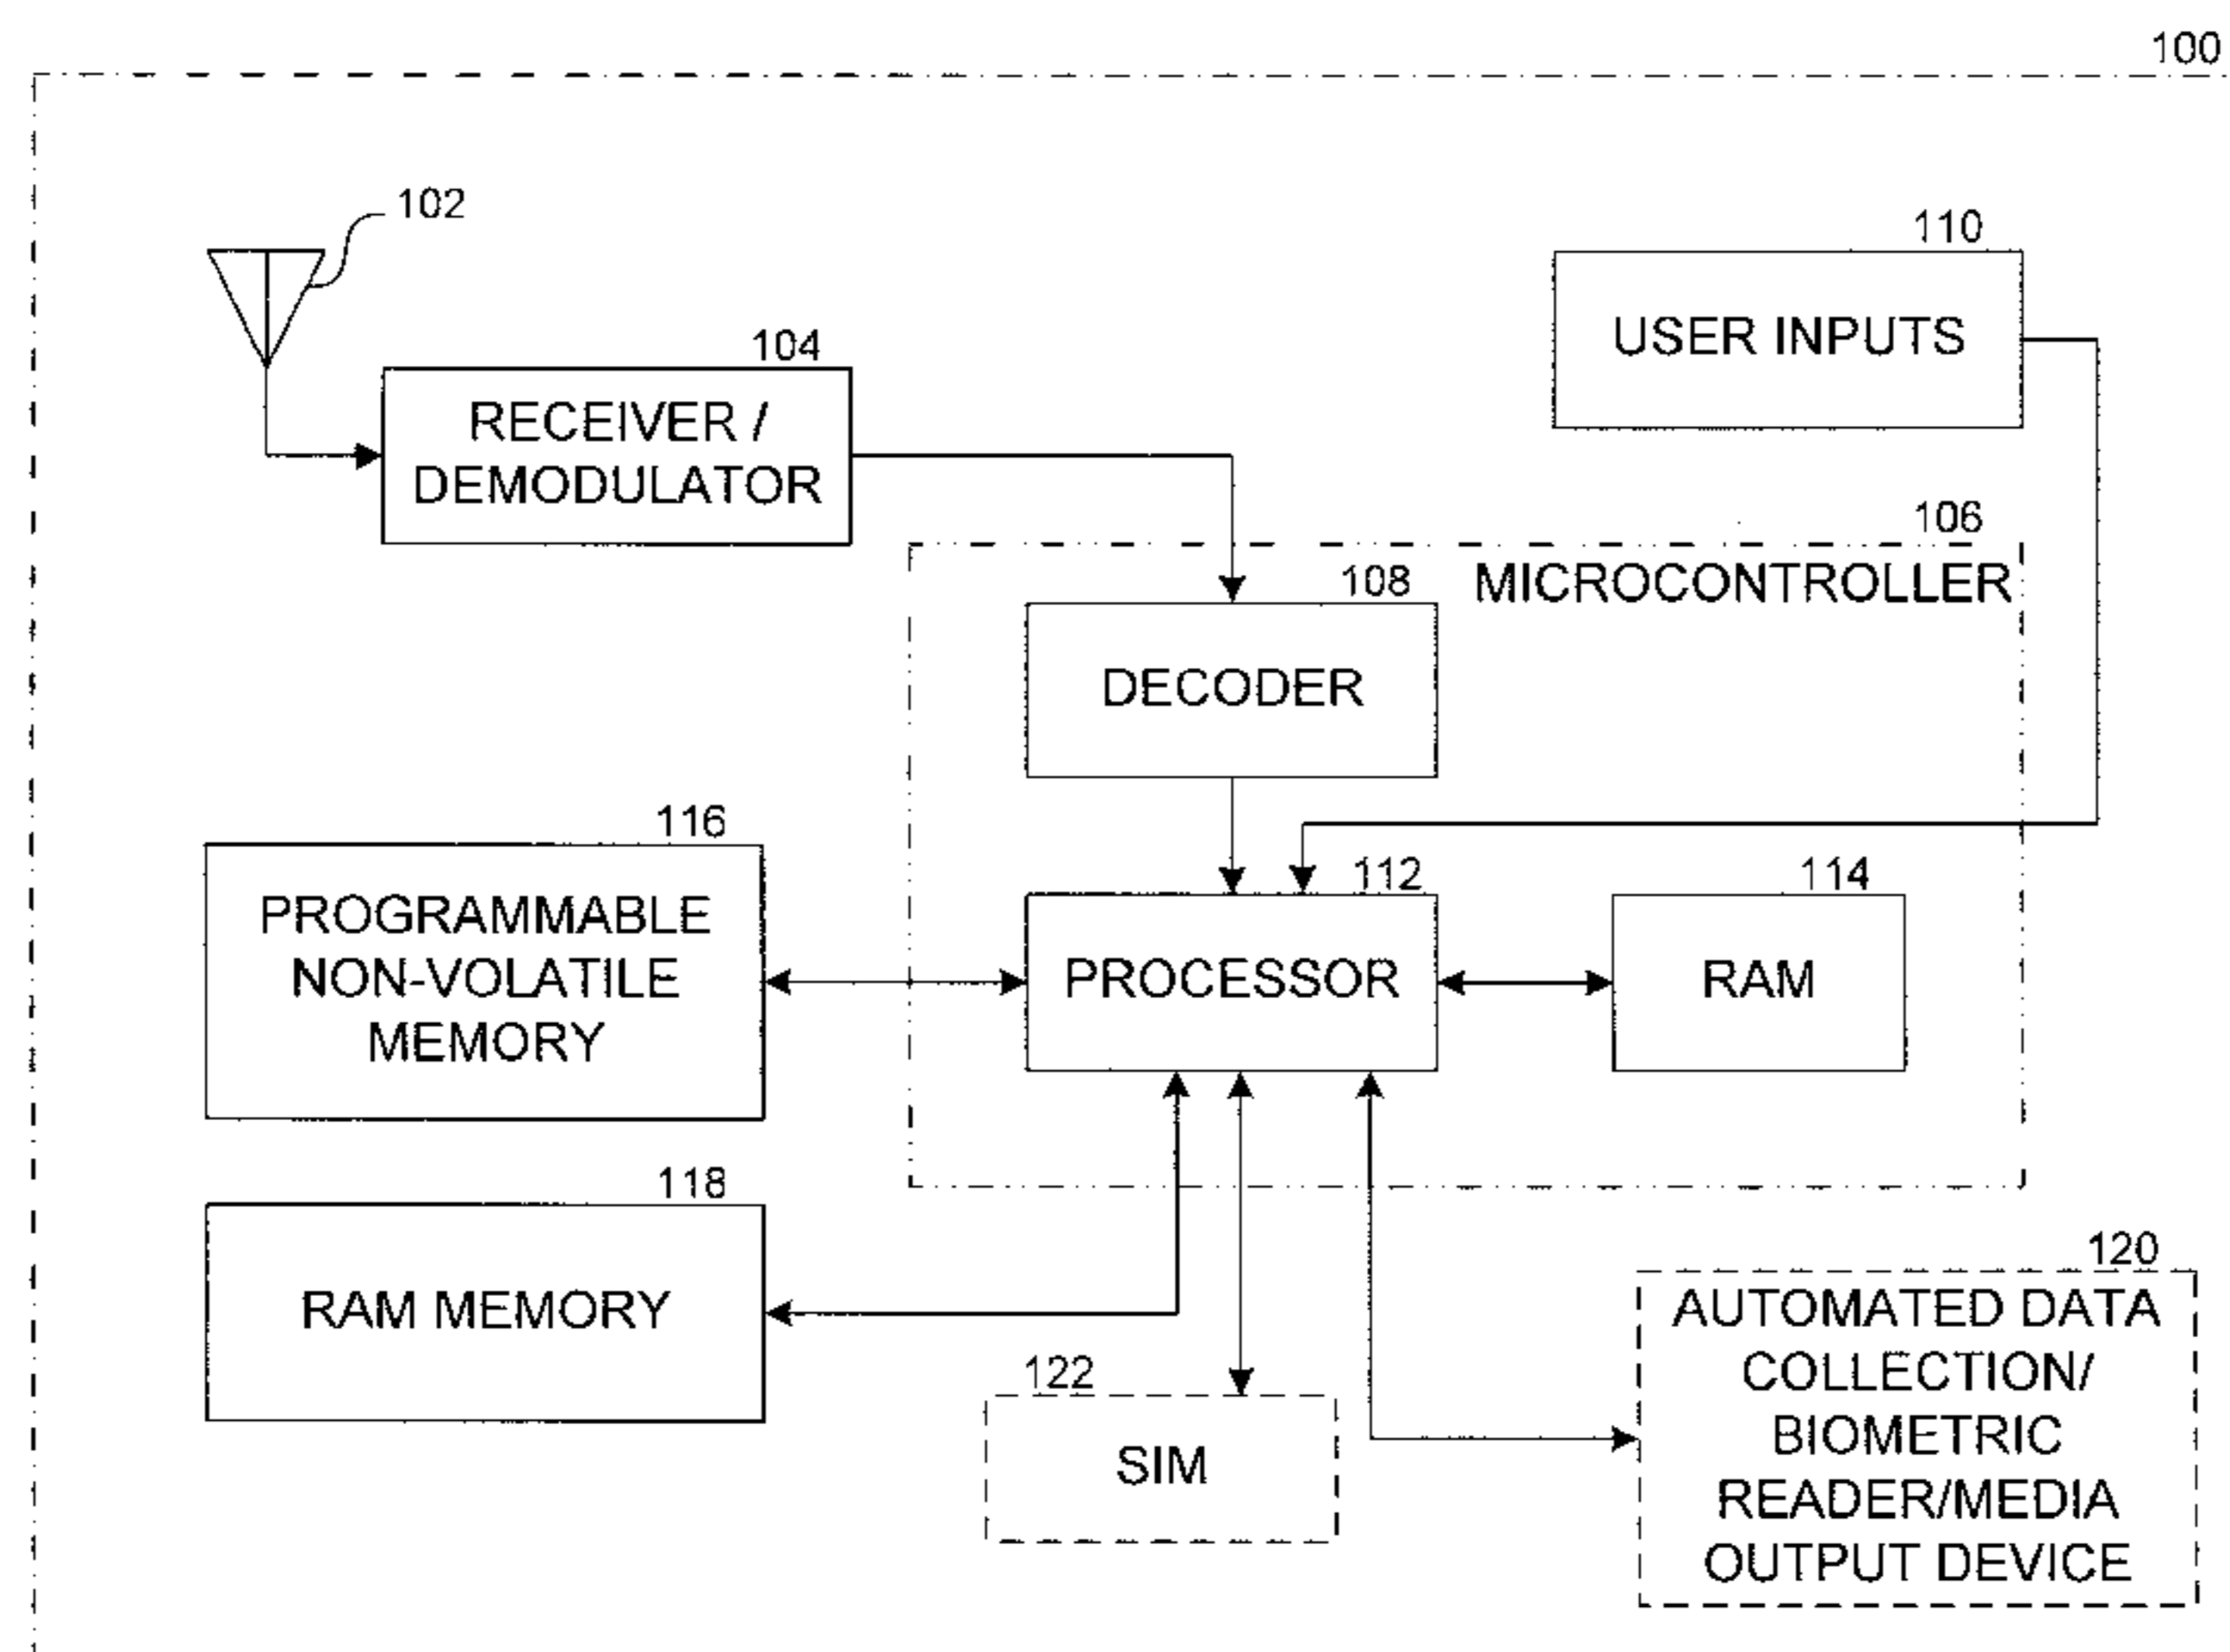 100
102
110
USER INPUTS
104
RECEIVER /
DEMODULATOR
106
MICROCONTROLLER
108
DECODER
116
PROGRAMMABLE
NON-VOLATILE
MEMORY
112
PROCESSOR
114
RAM
118
RAM MEMORY
122
SIM
120
AUTOMATED DATA
COLLECTION/
BIOMETRIC
READER/MEDIA
OUTPUT DEVICE